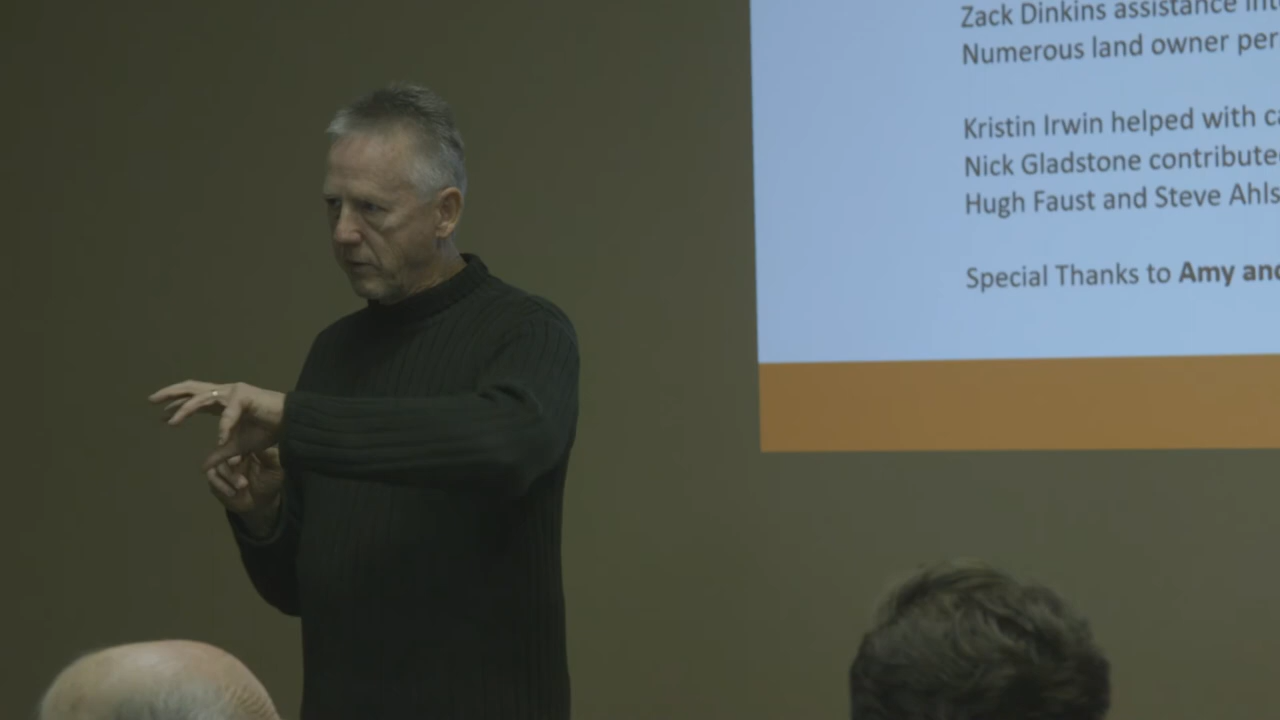 Zack Dinkins assistance
Numerous land owner
Kristin Irwin helped with
Nick Gladstone
Hugh Faust and Steve
Special Thanks to Amy